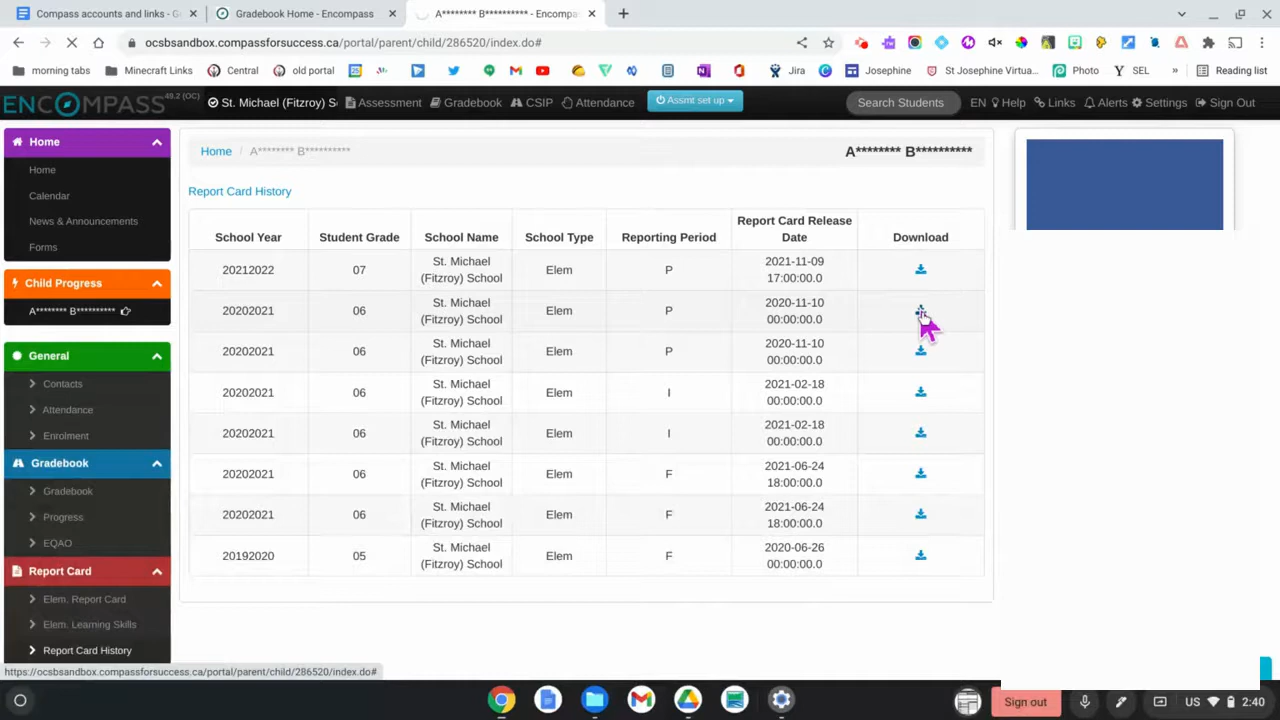 Compass accounts and links - G
Gradebook Home - Encompass
A******** B********** - Encompa
ocsbsandbox.compassforsuccess.ca/portal/parent/child/286520/index.do#
morning tabs
Minecraft Links
Central
old portal
Jira
Josephine
St Josephine Virtua...
Photo
SEL
»
Reading list
ENCOMPASS
49.2 (OC)
St. Michael (Fitzroy) S
Assessment
Gradebook
CSIP
Attendance
Assmt set up
Search Students
EN
Help
Links
Alerts
Settings
Sign Out
Home
Home
Calendar
News & Announcements
Forms
Child Progress
A******** B**********
General
Contacts
Attendance
Enrolment
Gradebook
Gradebook
Progress
EQAO
Report Card
Elem. Report Card
Elem. Learning Skills
Report Card History
Home / A******** B**********
A******** B**********
Report Card History
School Year Student Grade School Name School Type Reporting Period Report Card Release Date Download
20212022 07 St. Michael (Fitzroy) School Elem P 2021-11-09 17:00:00.0
20202021 06 St. Michael (Fitzroy) School Elem P 2020-11-10 00:00:00.0
20202021 06 St. Michael (Fitzroy) School Elem P 2020-11-10 00:00:00.0
20202021 06 St. Michael (Fitzroy) School Elem I 2021-02-18 00:00:00.0
20202021 06 St. Michael (Fitzroy) School Elem I 2021-02-18 00:00:00.0
20202021 06 St. Michael (Fitzroy) School Elem F 2021-06-24 18:00:00.0
20202021 06 St. Michael (Fitzroy) School Elem F 2021-06-24 18:00:00.0
20192020 05 St. Michael (Fitzroy) School Elem F 2020-06-26 00:00:00.0
https://ocsbsandbox.compassforsuccess.ca/portal/parent/child/286520/index.do#
Sign out
US
2:40